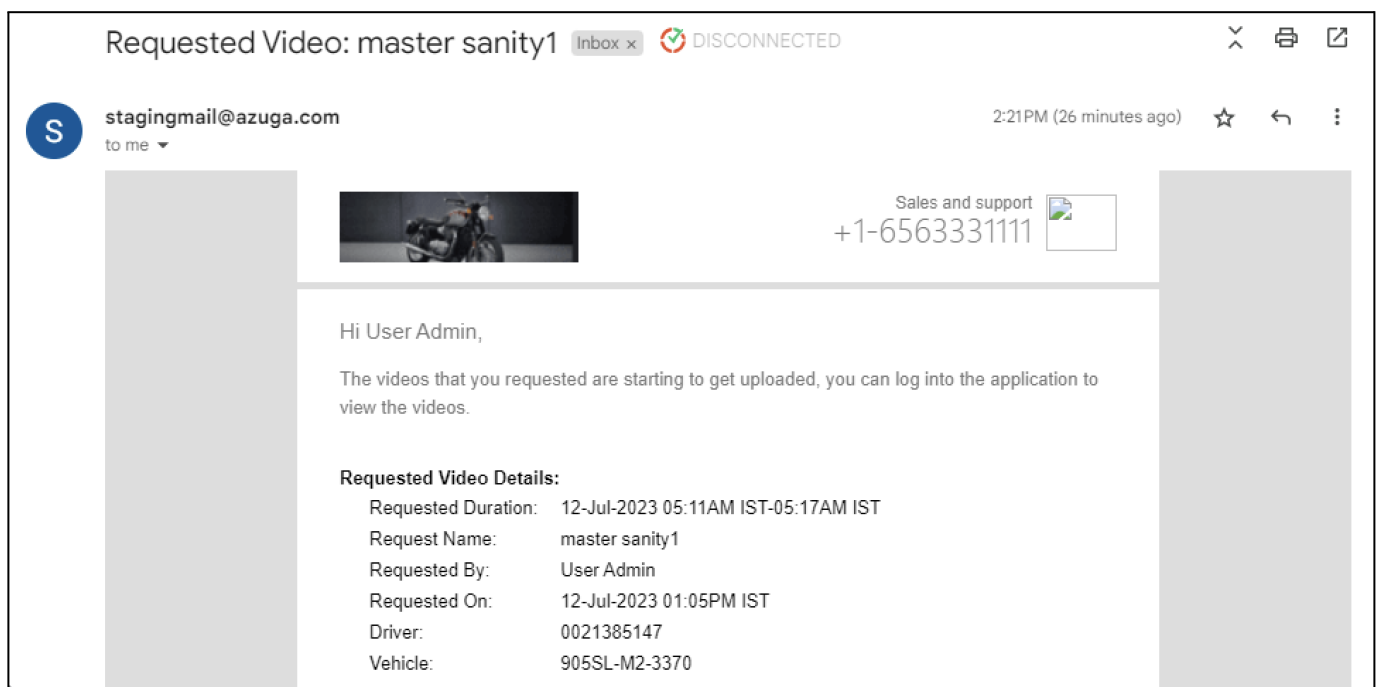 Requested Video: master sanity1 Inbox x DISCONNECTED
S
stagingmail@azuga.com 2:21PM (26 minutes ago)
to me
Sales and support
+1-6563331111
Hi User Admin,
The videos that you requested are starting to get uploaded, you can log into the application to
view the videos.
Requested Video Details:
Requested Duration: 12-Jul-2023 05:11AM IST-05:17AM IST
Request Name: master sanity1
Requested By: User Admin
Requested On: 12-Jul-2023 01:05PM IST
Driver: 0021385147
Vehicle: 905SL-M2-3370